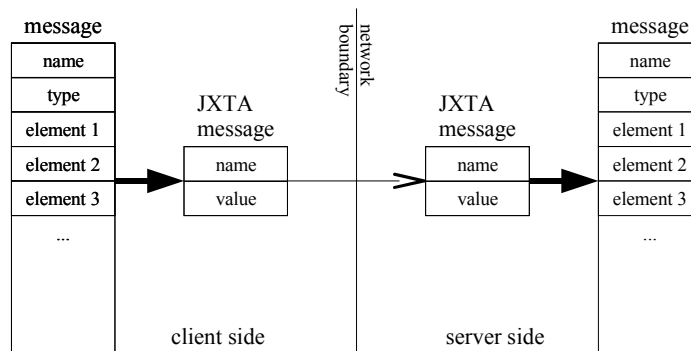 message
name
type
element 1
element 2
element 3
...
JXTA
message
name
value
client side
network
boundary
JXTA
message
name
value
server side
message
name
type
element 1
element 2
element 3
...